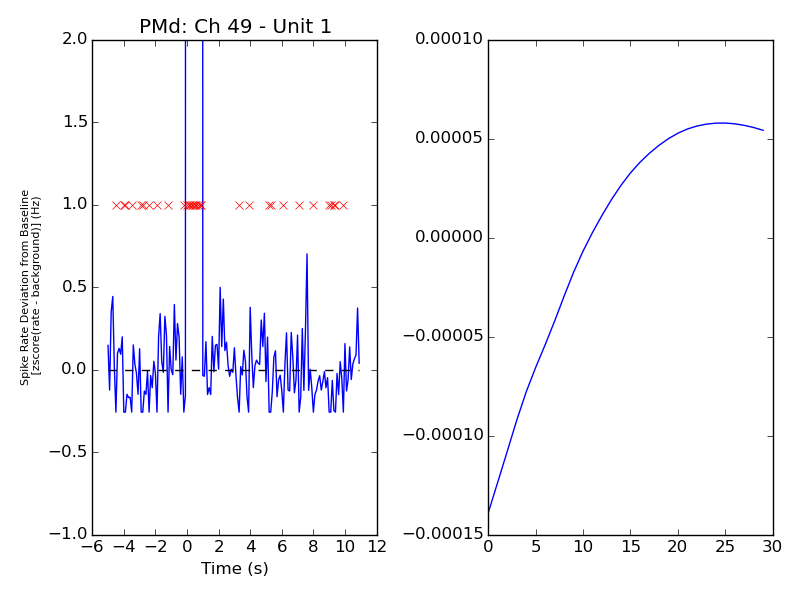 PMd: Ch 49 - Unit 1
2.0
1.5
1.0
0.5
0.0
−0.5
−1.0
−6 −4 −2 0 2 4 6 8 10 12
Time (s)
Spike Rate Deviation from Baseline
[zscore(rate - background)] (Hz)
0.00010
0.00005
0.00000
−0.00005
−0.00010
−0.00015
0 5 10 15 20 25 30